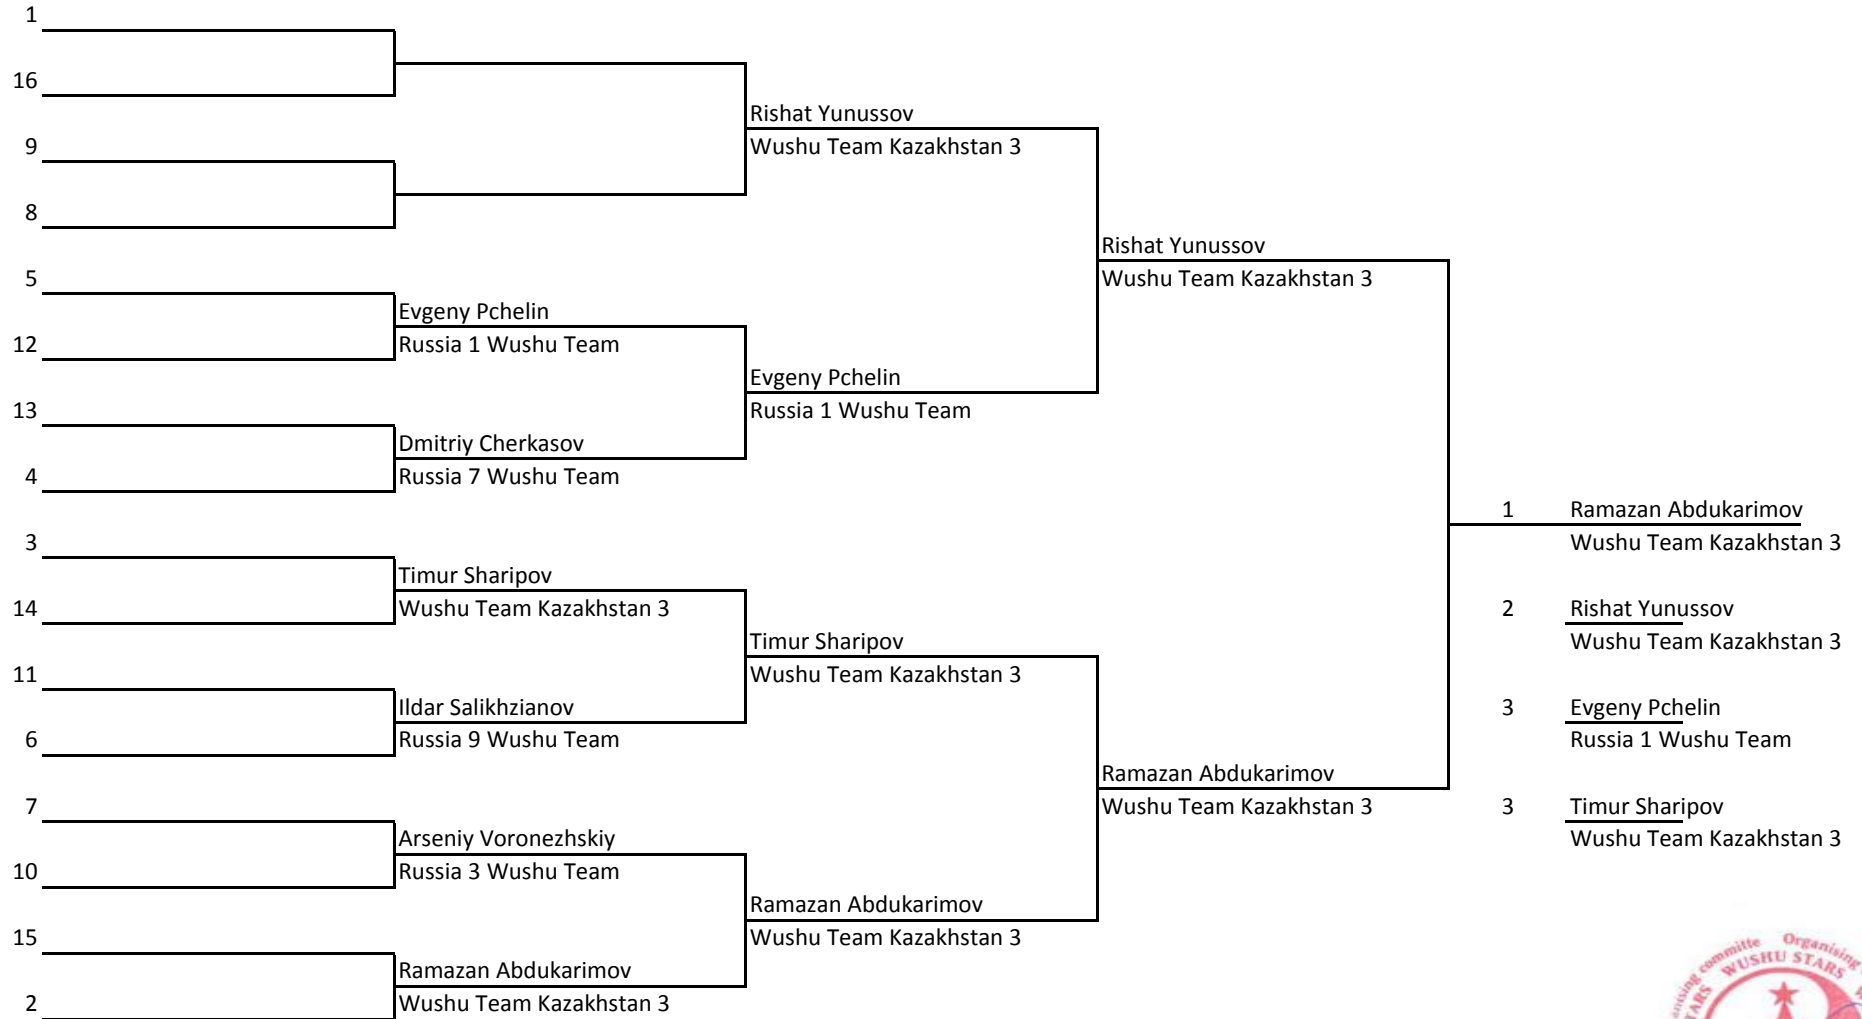 1
16
Rishat Yunussov
Wushu Team Kazakhstan 3
9
8
Rishat Yunussov
Wushu Team Kazakhstan 3
5
Evgeny Pchelin
Russia 1 Wushu Team
12
Evgeny Pchelin
Russia 1 Wushu Team
13
Dmitriy Cherkasov
Russia 7 Wushu Team
4
1 Ramazan Abdukarimov
Wushu Team Kazakhstan 3
3
Timur Sharipov
Wushu Team Kazakhstan 3
14
2 Rishat Yunussov
Wushu Team Kazakhstan 3
Timur Sharipov
Wushu Team Kazakhstan 3
11
Ildar Salikhzianov
Russia 9 Wushu Team
6
3 Evgeny Pchelin
Russia 1 Wushu Team
Ramazan Abdukarimov
Wushu Team Kazakhstan 3
7
3 Timur Sharipov
Wushu Team Kazakhstan 3
Arseniy Voronezhskiy
Russia 3 Wushu Team
10
Ramazan Abdukarimov
Wushu Team Kazakhstan 3
15
Ramazan Abdukarimov
Wushu Team Kazakhstan 3
2
committe Organising
WUSHU STARS